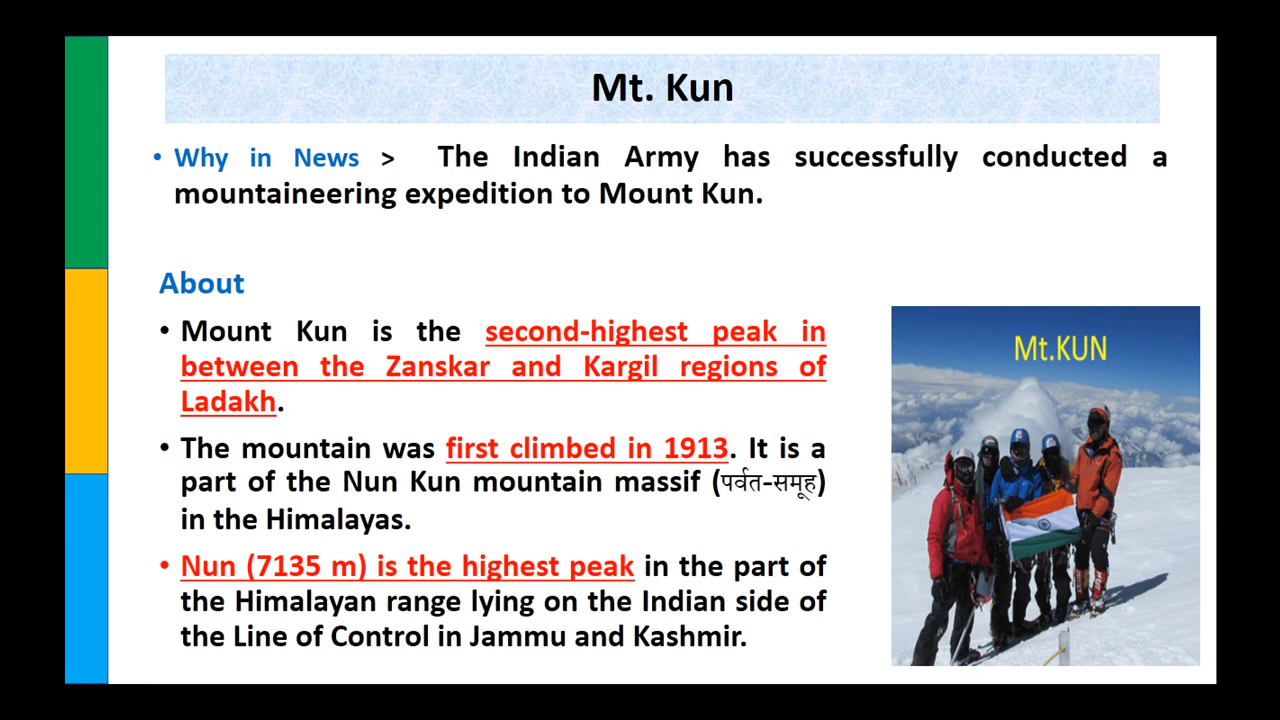 Mt. Kun
• Why in News > The Indian Army has successfully conducted a
mountaineering expedition to Mount Kun.
About
• Mount Kun is the second-highest peak in
between the Zanskar and Kargil regions of
Ladakh.
• The mountain was first climbed in 1913. It is a
part of the Nun Kun mountain massif (पर्वत-समूह)
in the Himalayas.
• Nun (7135 m) is the highest peak in the part of
the Himalayan range lying on the Indian side of
the Line of Control in Jammu and Kashmir.
Mt.KUN